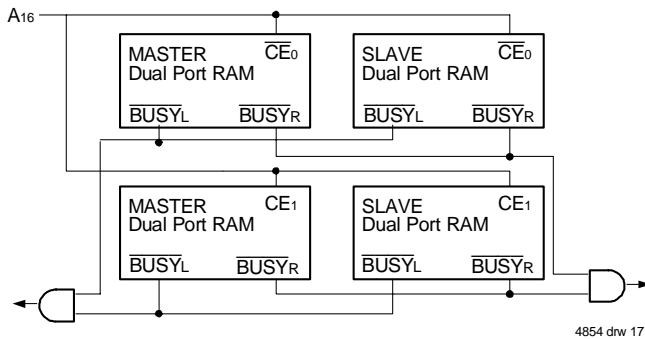 A16
MASTER CE0
Dual Port RAM
BUSYL BUSYR
SLAVE CE0
Dual Port RAM
BUSYL BUSYR
MASTER CE1
Dual Port RAM
BUSYL BUSYR
SLAVE CE1
Dual Port RAM
BUSYL BUSYR
4854 drw 17